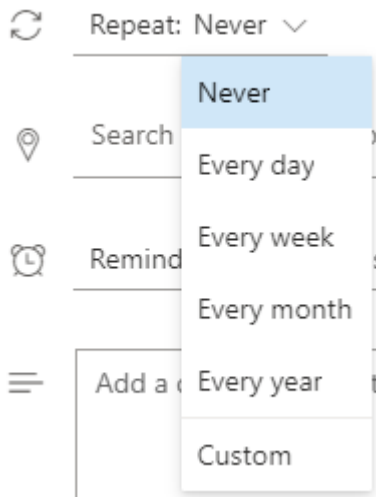 Repeat: Never
Never
Search
Every day
Every week
Remind
Every month
Add a
Every year
Custom